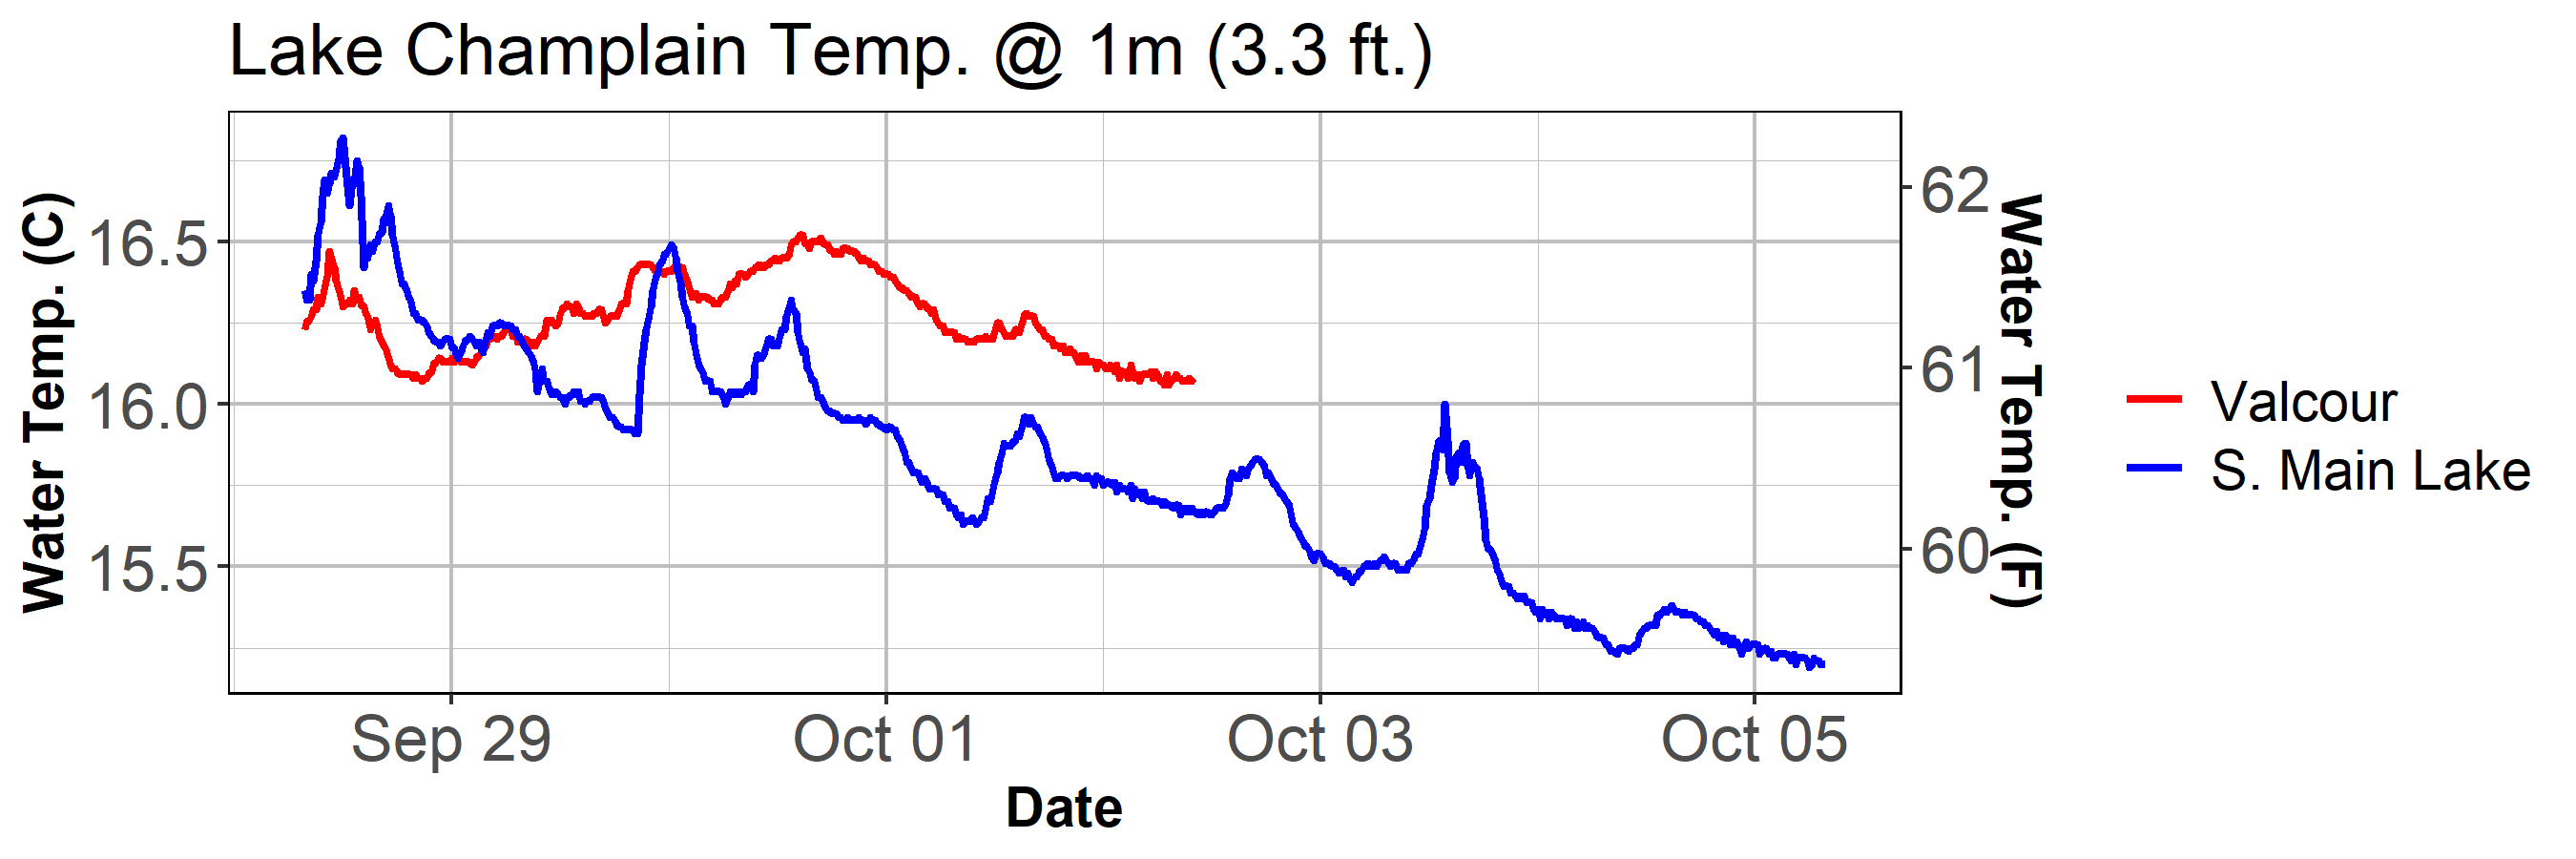 Lake Champlain Temp. @ 1m (3.3 ft.)
Water Temp. (C)
16.5
16.0
15.5
62
61
60
Water Temp. (F)
Sep 29
Oct 01
Oct 03
Oct 05
Date
Valcour
S. Main Lake